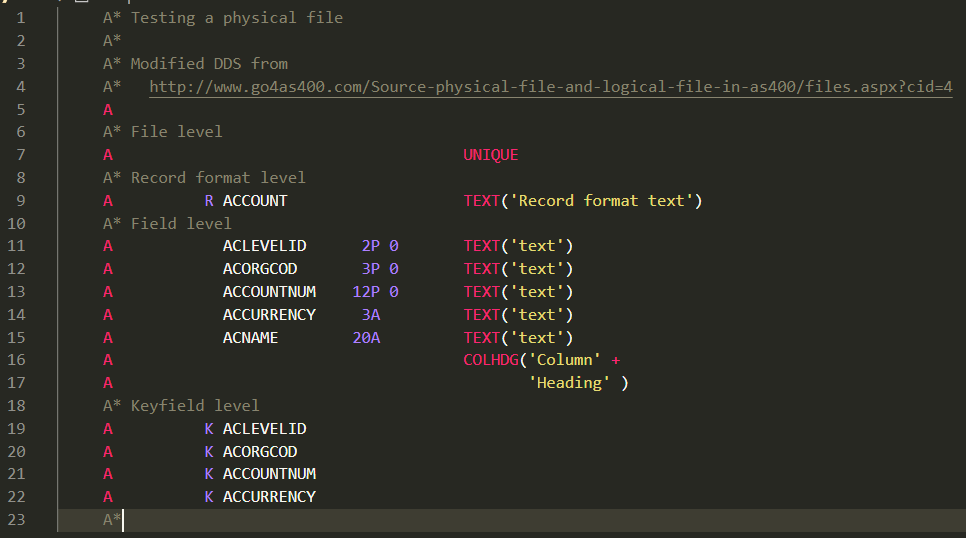 1 A* Testing a physical file
2 A*
3 A* Modified DDS from
4 A* http://www.go4as400.com/Source-physical-file-and-logical-file-in-as400/files.aspx?cid=4
5 A
6 A* File level
7 A UNIQUE
8 A* Record format level
9 A R ACCOUNT TEXT('Record format text')
10 A* Field level
11 A ACLEVELID 2P 0 TEXT('text')
12 A ACORGCOD 3P 0 TEXT('text')
13 A ACCOUNTNUM 12P 0 TEXT('text')
14 A ACCURRENCY 3A TEXT('text')
15 A ACNAME 20A TEXT('text')
16 A COLHDG('Column' +
17 A 'Heading' )
18 A* Keyfield level
19 A K ACLEVELID
20 A K ACORGCOD
21 A K ACCOUNTNUM
22 A K ACCURRENCY
23 A*